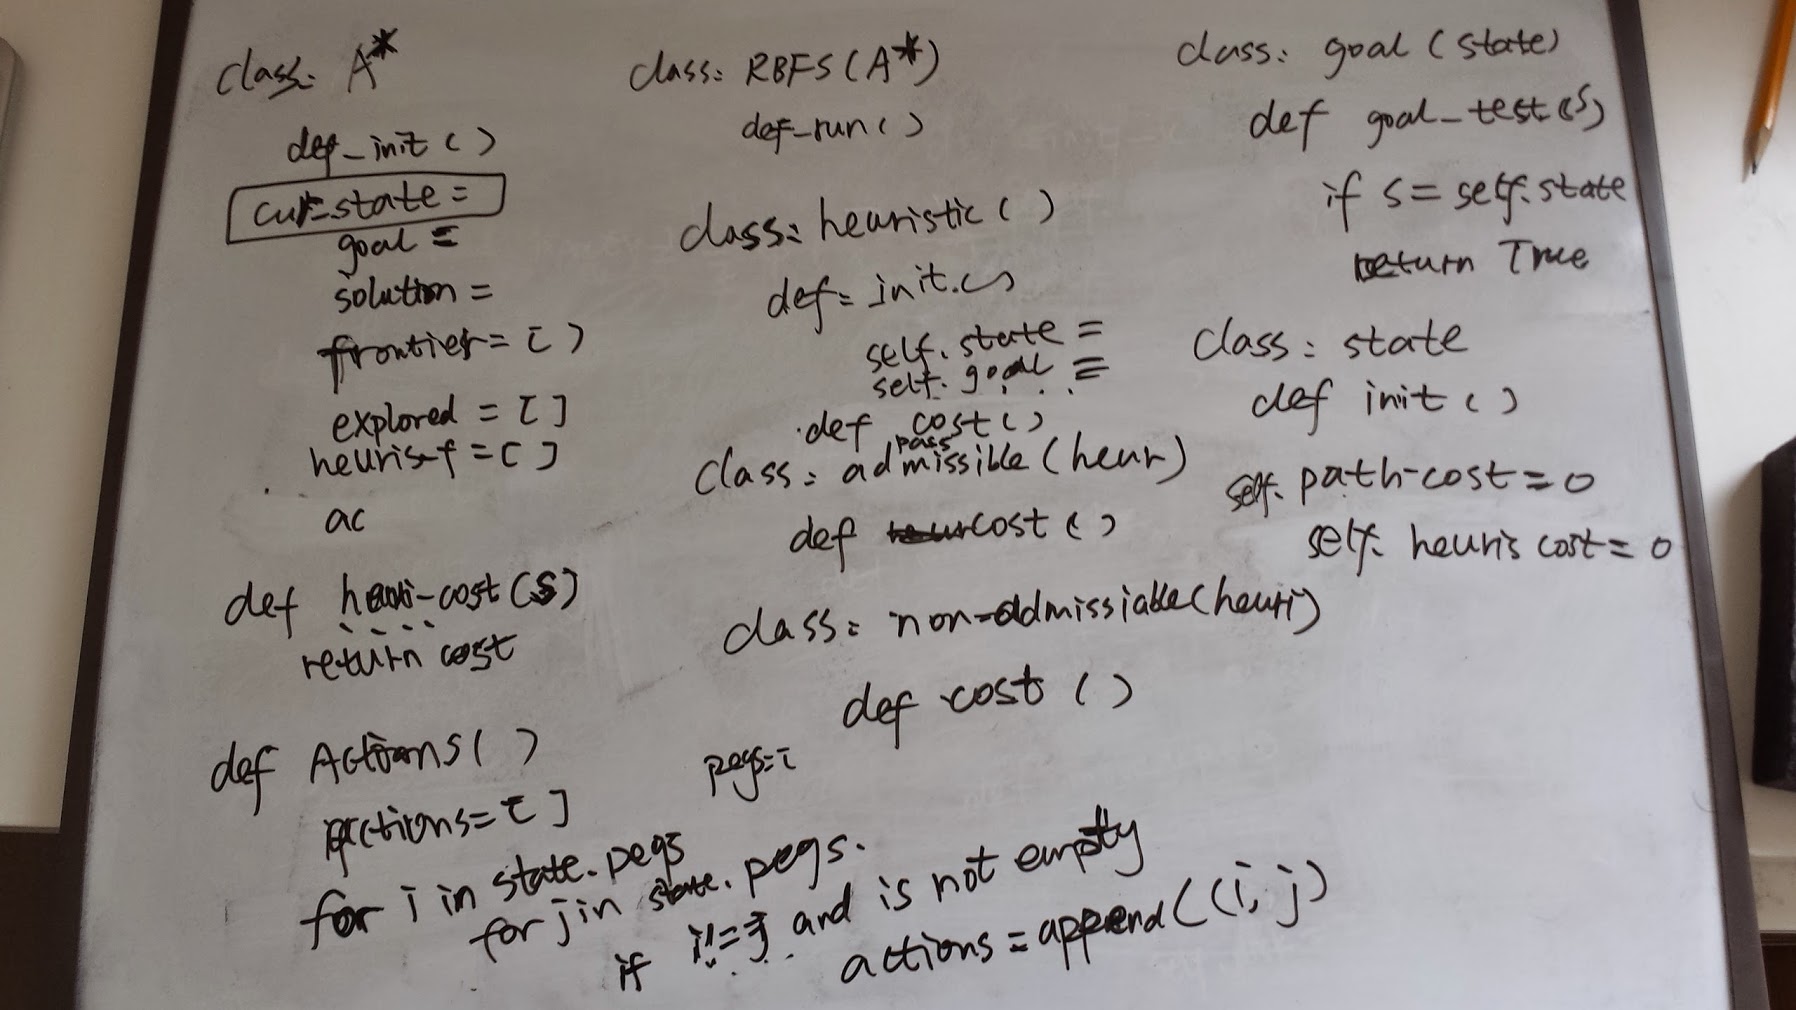 class: A*
def_init ( )
cur_state =
goal =
solution =
frontier = [ )
explored = [ ]
heuris_f = [ ]
ac
def heuri-cost (s)
return cost
def Actions ( )
actions = [ ]
for i in state.pegs
for j in state. pegs.
if i!=j and is not empty
actions = append ((i, j)
class: RBFS (A*)
def_run ( )
class: heuristic ( )
def = init. ( )
self. state =
self. goal =
def cost ( )
pass
class: admissible (heur)
def cost ( )
class: non-admissiable (heuri)
def cost ( )
pegs=i
class: goal (state)
def goal_test (s)
if s = self.state
return True
class: state
def init ( )
self. path-cost = 0
self. heuris cost = 0